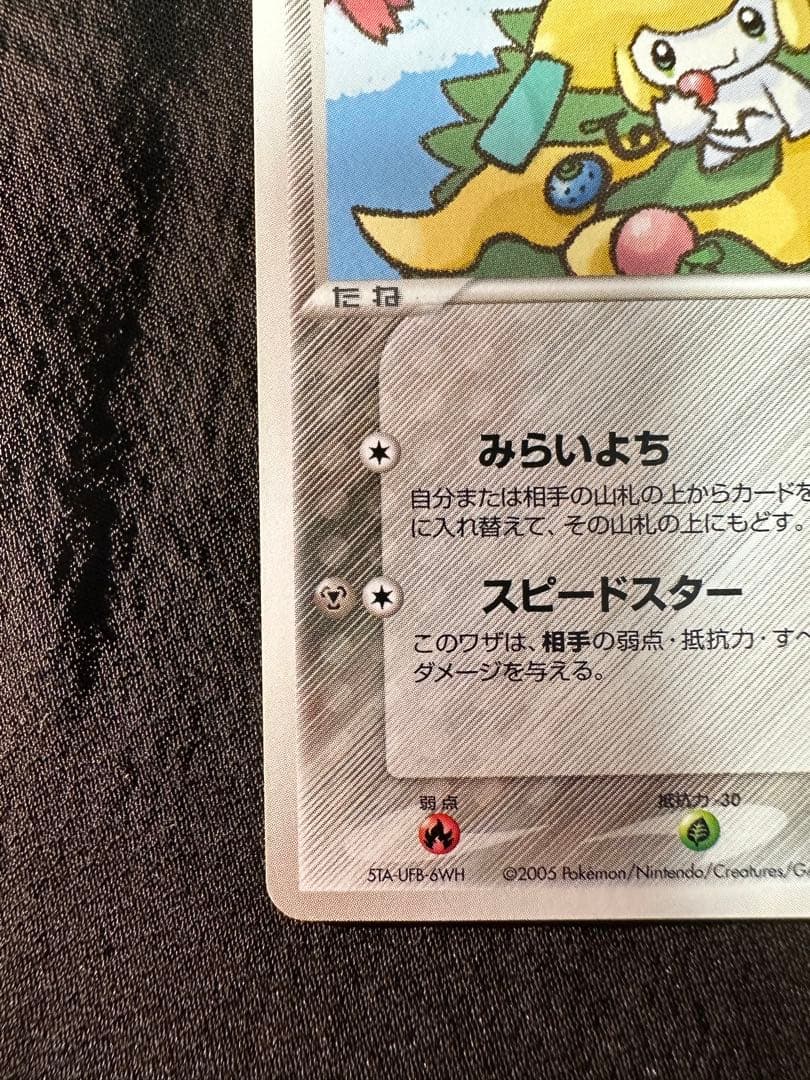 たね
みらいよち
自分または相手の山札の上からカードを
に入れ替えて、その山札の上にもどす。
スピードスター
このワザは、相手の弱点・抵抗力・すべ
ダメージを与える。
弱点 抵抗力 -30
5TA-UFB-6WH ©2005 Pokémon/Nintendo/Creatures/GA